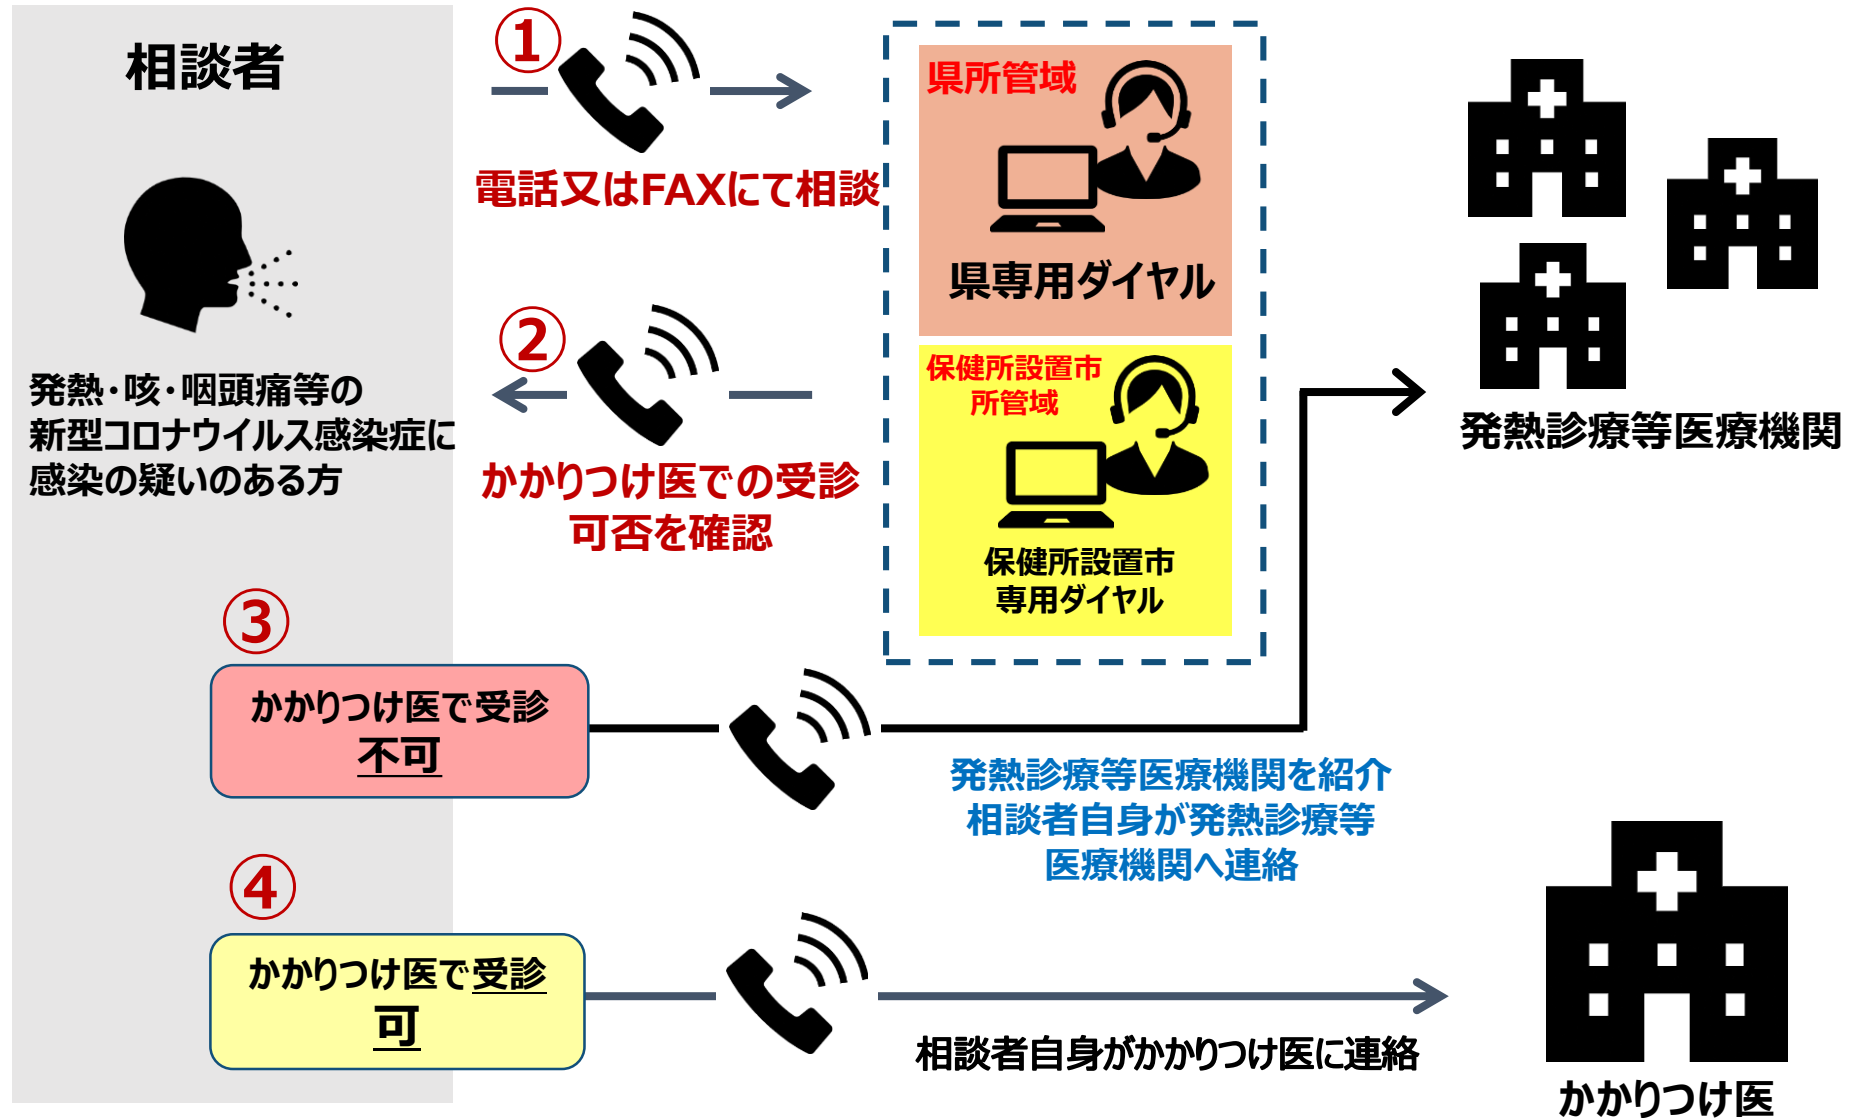 相談者
発熱・咳・咽頭痛等の
新型コロナウイルス感染症に
感染の疑いのある方
①
電話又はFAXにて相談
②
かかりつけ医での受診
可否を確認
県所管域
県専用ダイヤル
保健所設置市
所管域
保健所設置市
専用ダイヤル
発熱診療等医療機関
③
かかりつけ医で受診
不可
発熱診療等医療機関を紹介
相談者自身が発熱診療等
医療機関へ連絡
④
かかりつけ医で受診
可
相談者自身がかかりつけ医に連絡
かかりつけ医